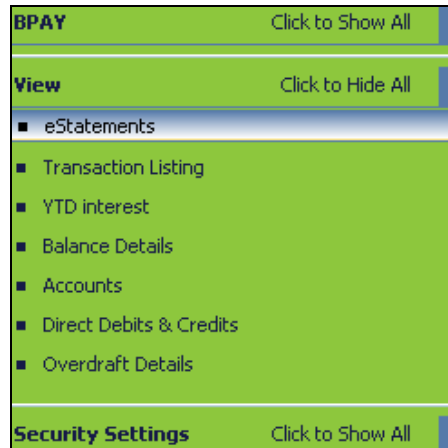 BPAY Click to Show All
View Click to Hide All
eStatements
Transaction Listing
YTD interest
Balance Details
Accounts
Direct Debits & Credits
Overdraft Details
Security Settings Click to Show All